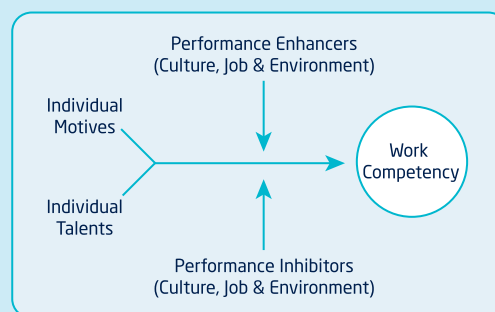 Performance Enhancers
(Culture, Job & Environment)
Individual
Motives
Work
Competency
Individual
Talents
Performance Inhibitors
(Culture, Job & Environment)